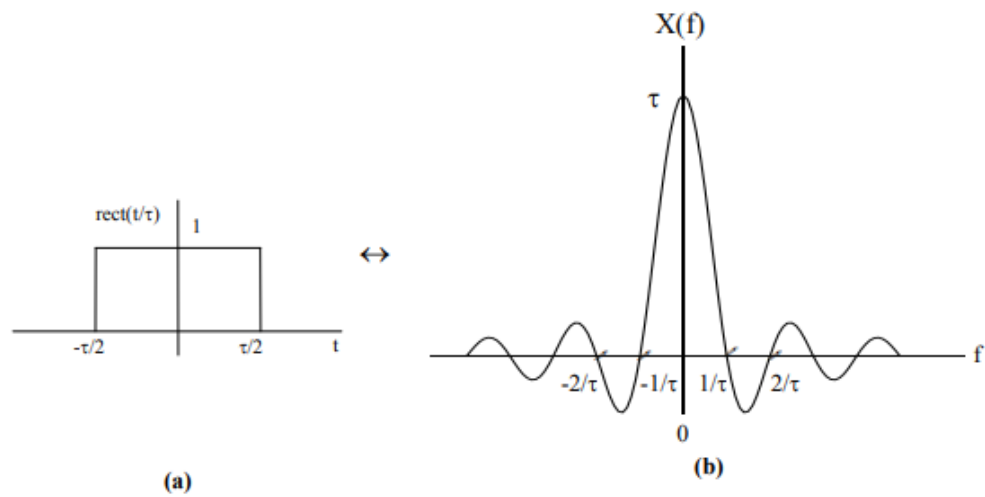 X(f)
τ
rect(t/τ)
1
↔
-τ/2
τ/2
t
-2/τ
-1/τ
1/τ
2/τ
f
0
(a)
(b)